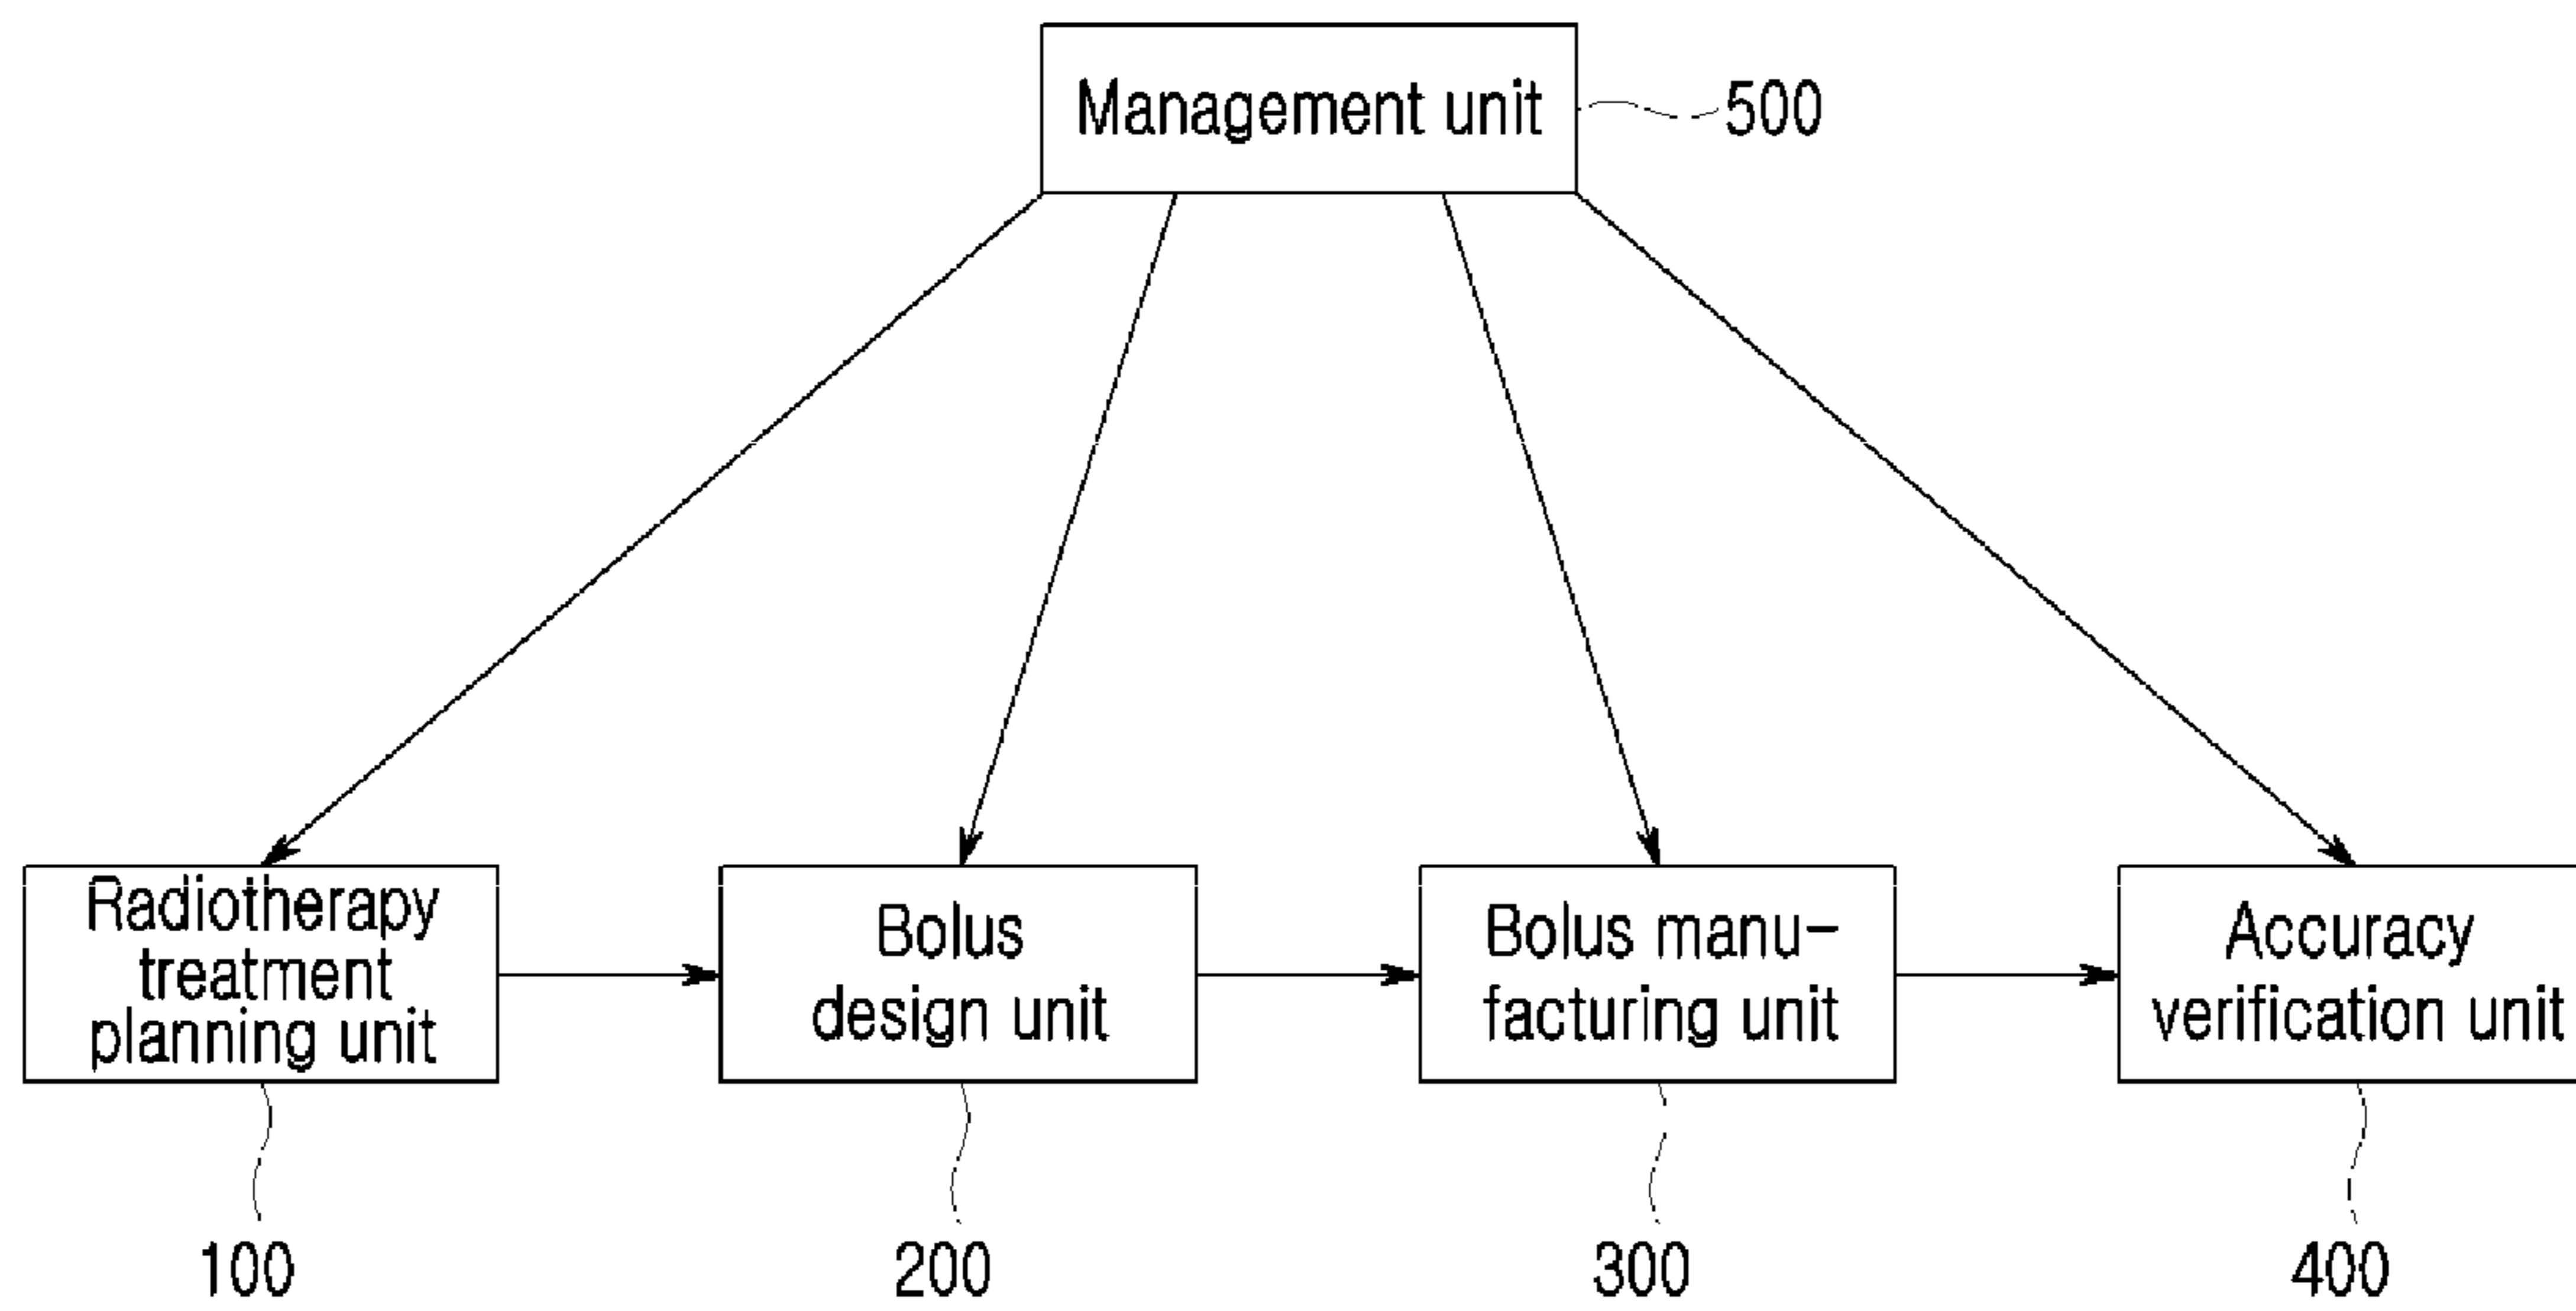 Management unit
500
Radiotherapy
treatment
planning unit
Bolus
design unit
Bolus manu-
facturing unit
Accuracy
verification unit
100
200
300
400